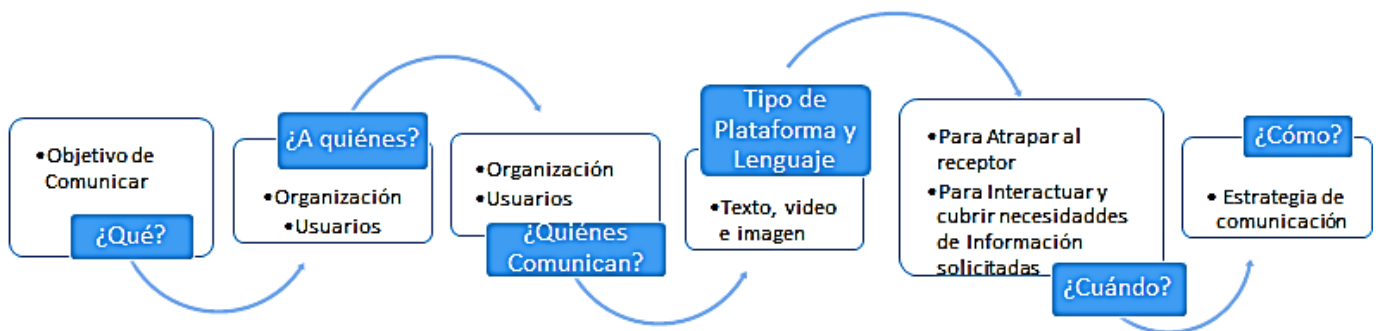 •Objetivo de
Comunicar
¿Qué?
¿A quiénes?
•Organización
•Usuarios
•Organización
•Usuarios
¿Quiénes
Comunican?
Tipo de
Plataforma y
Lenguaje
•Texto, video
e imagen
•Para Atrapar al
receptor
•Para Interactuar y
cubrir necesidaddes
de Información
solicitadas
¿Cuándo?
¿Cómo?
• Estrategia de
comunicación